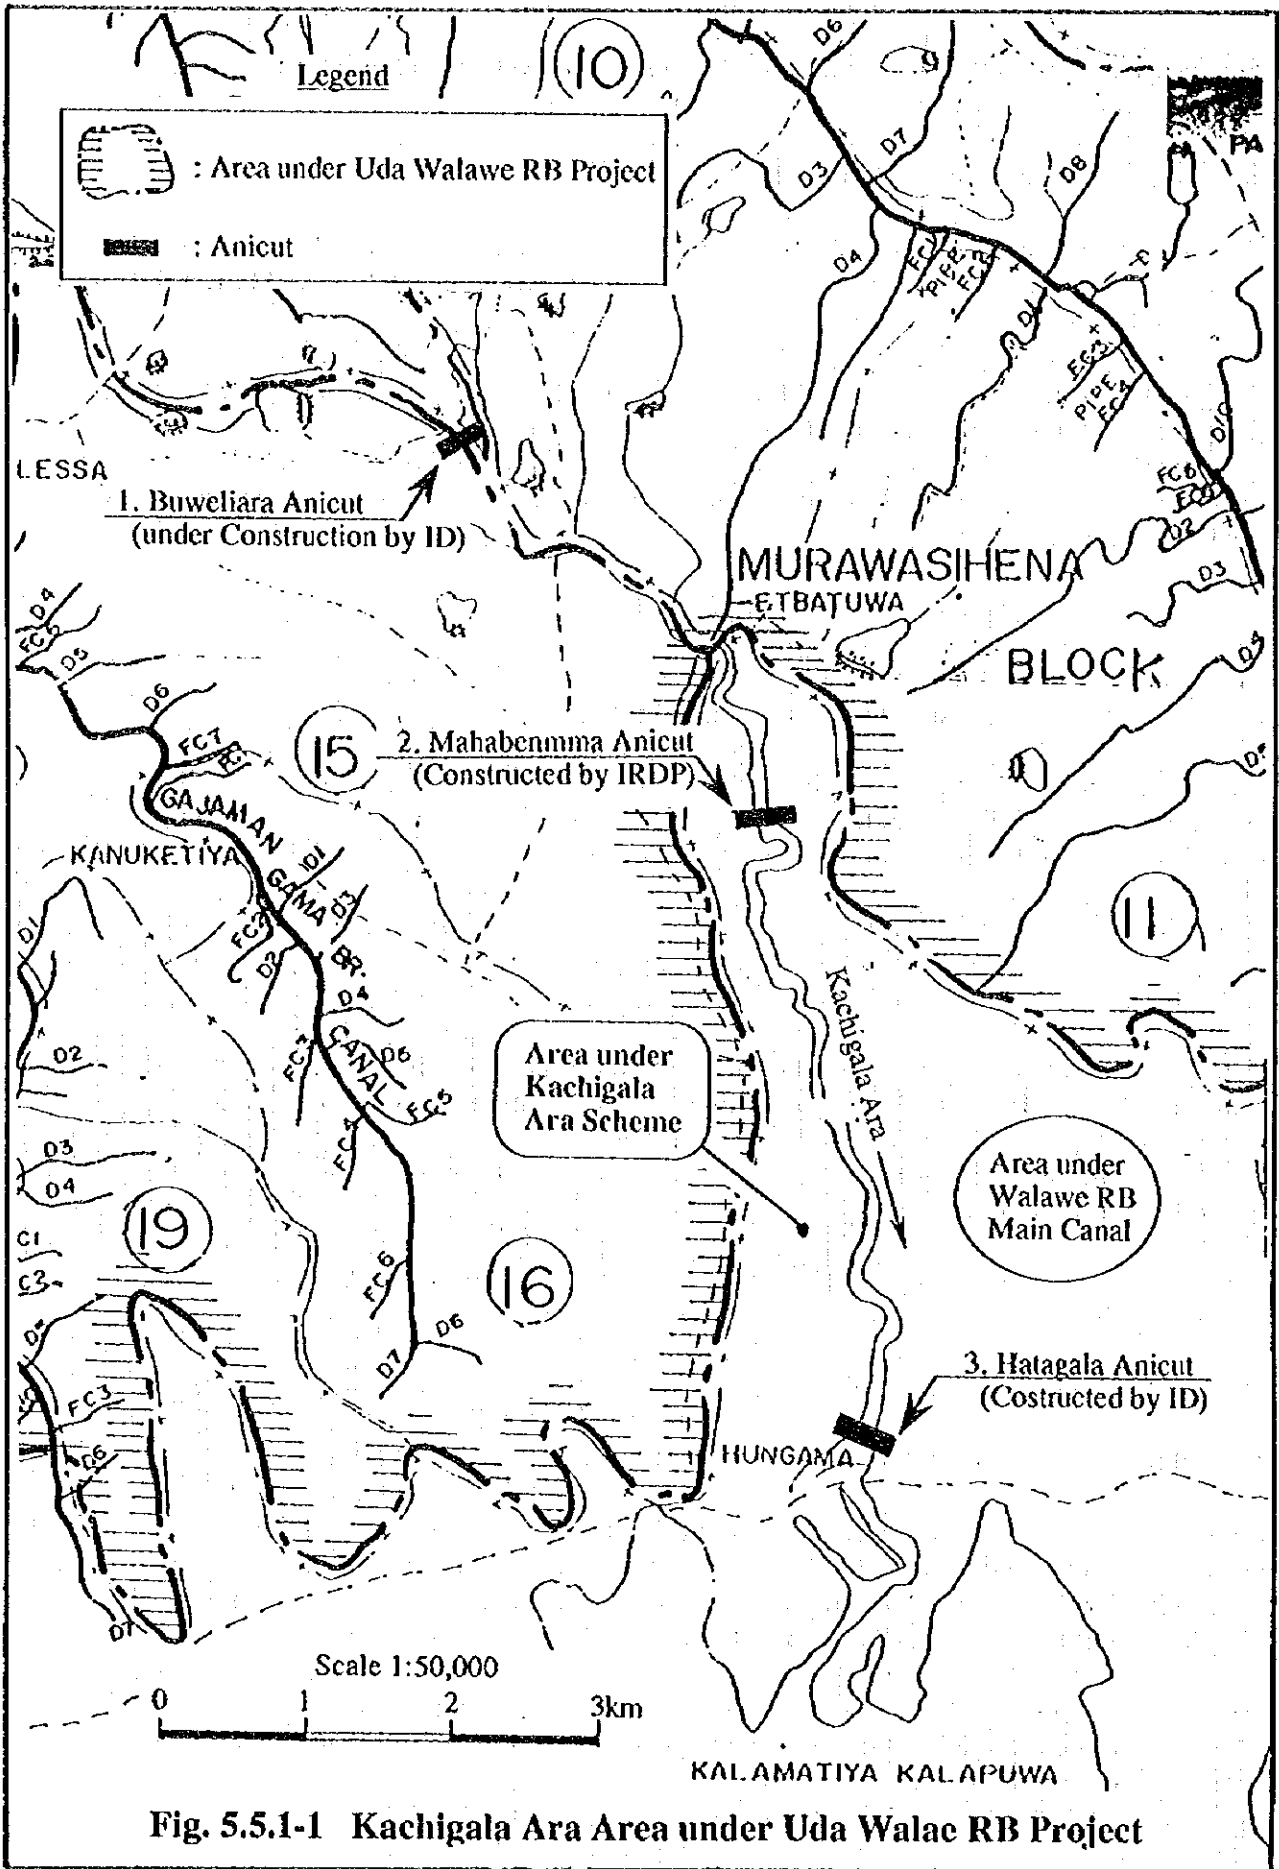 Legend
: Area under Uda Walawe RB Project
: Anicut
10
D6
D7
D3
D8
PA
D4
FC1
PIPE
FC2
D1
FC3
PIPE
FC4
D10
FC6
D2
D3
LESSA
1. Buweliara Anicut
(under Construction by ID)
MURAWASIHENA
ETBATUWA
BLOCK
D4
FC5
D5
D6
FC7
15
2. Mahabenmma Anicut
(Constructed by IRDP)
GAJAMAN
KANUKETIYA
GAMA
BR.
CANAL
D1
D3
FC2
D2
D4
FC3
D6
FC5
FC4
11
Kachigala Ara
Area under
Kachigala
Ara Scheme
D1
D2
D3
D4
19
C1
C3
16
FC6
D6
D7
Area under
Walawe RB
Main Canal
3. Hatagala Anicut
(Costructed by ID)
FC3
D6
D7
HUNGAMA
Scale 1:50,000
0 1 2 3km
KALAMATIYA KALAPUWA
Fig. 5.5.1-1 Kachigala Ara Area under Uda Walae RB Project